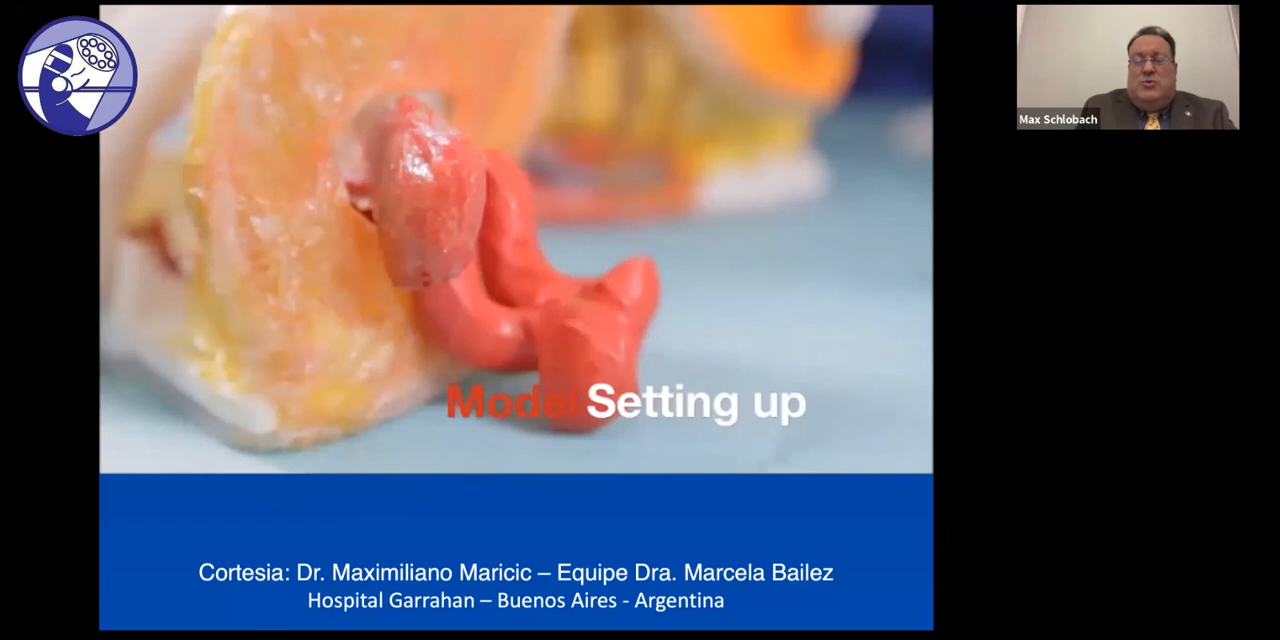 Max Schlobach
Model Setting up
Cortesia: Dr. Maximiliano Maricic – Equipe Dra. Marcela Bailez
Hospital Garrahan – Buenos Aires - Argentina